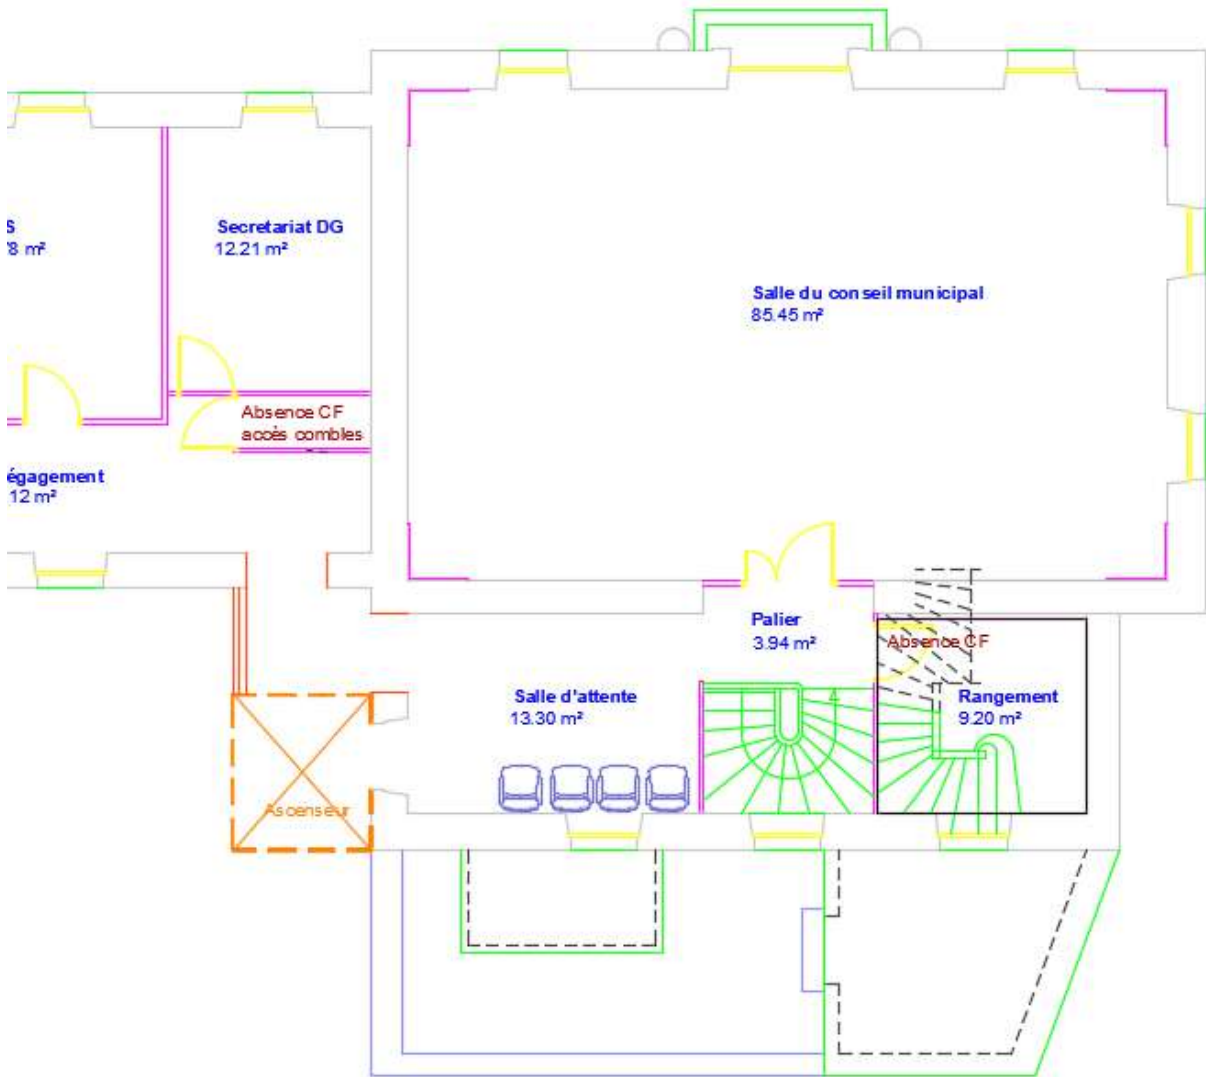 S
78 m²
Secretariat DG
12.21 m²
Salle du conseil municipal
85.45 m²
Absence CF
accès combles
égagement
12 m²
Palier
3.94 m²
Absence CF
Salle d'attente
13.30 m²
Rangement
9.20 m²
Ascenseur